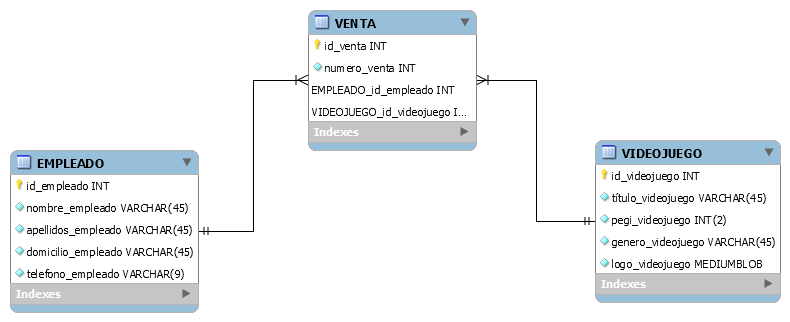 VENTA
id_venta INT
numero_venta INT
EMPLEADO_id_empleado INT
VIDEOJUEGO_id_videojuego I...
Indexes
EMPLEADO
id_empleado INT
nombre_empleado VARCHAR(45)
apellidos_empleado VARCHAR(45)
domicilio_empleado VARCHAR(45)
telefono_empleado VARCHAR(9)
Indexes
VIDEOJUEGO
id_videojuego INT
título_videojuego VARCHAR(45)
pegi_videojuego INT(2)
genero_videojuego VARCHAR(45)
logo_videojuego MEDIUMBLOB
Indexes